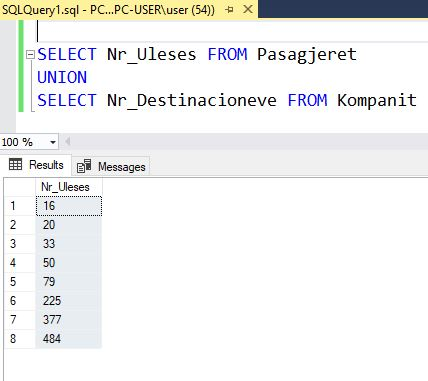 SQLQuery1.sql - PC...PC-USER\user (54))
SELECT Nr_Uleses FROM Pasagjeret
UNION
SELECT Nr_Destinacioneve FROM Kompanit
100 %
Results Messages
Nr_Uleses
1 16
2 20
3 33
4 50
5 79
6 225
7 377
8 484